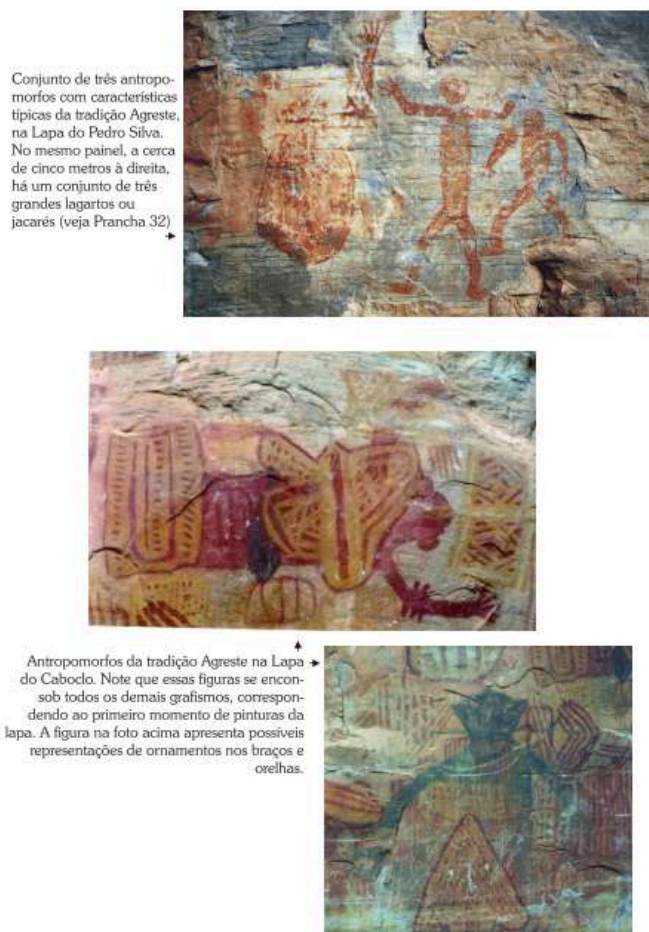 Conjunto de três antropo-
morfos com características
típicas da tradição Agreste,
na Lapa do Pedro Silva.
No mesmo painel, a cerca
de cinco metros à direita,
há um conjunto de três
grandes lagartos ou
jacarés (veja Prancha 32)
Antropomorfos da tradição Agreste na Lapa
do Caboclo. Note que essas figuras se encon-
sob todos os demais grafismos, correspon-
dendo ao primeiro momento de pinturas da
lapa. A figura na foto acima apresenta possíveis
representações de ornamentos nos braços e
orelhas.